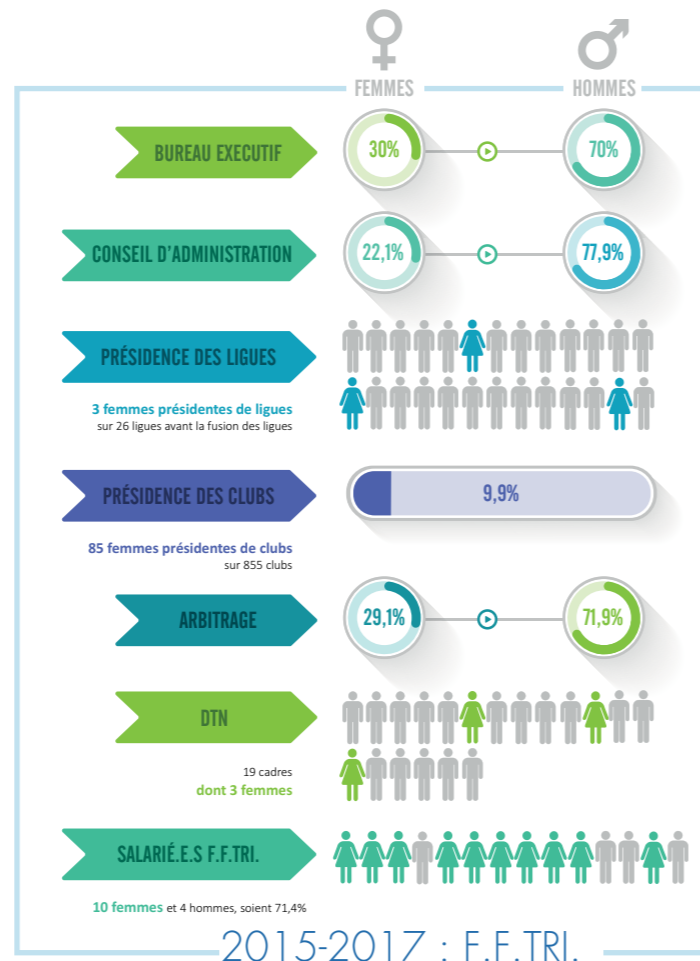 FEMMES HOMMES
BUREAU EXECUTIF 30% 70%
CONSEIL D'ADMINISTRATION 22,1% 77,9%
PRÉSIDENCE DES LIGUES
3 femmes présidentes de ligues
sur 26 ligues avant la fusion des ligues
PRÉSIDENCE DES CLUBS 9,9%
85 femmes présidentes de clubs
sur 855 clubs
ARBITRAGE 29,1% 71,9%
DTN
19 cadres
dont 3 femmes
SALARIÉ.E.S F.F.TRI.
10 femmes et 4 hommes, soient 71,4%
2015-2017 : F.F.TRI.